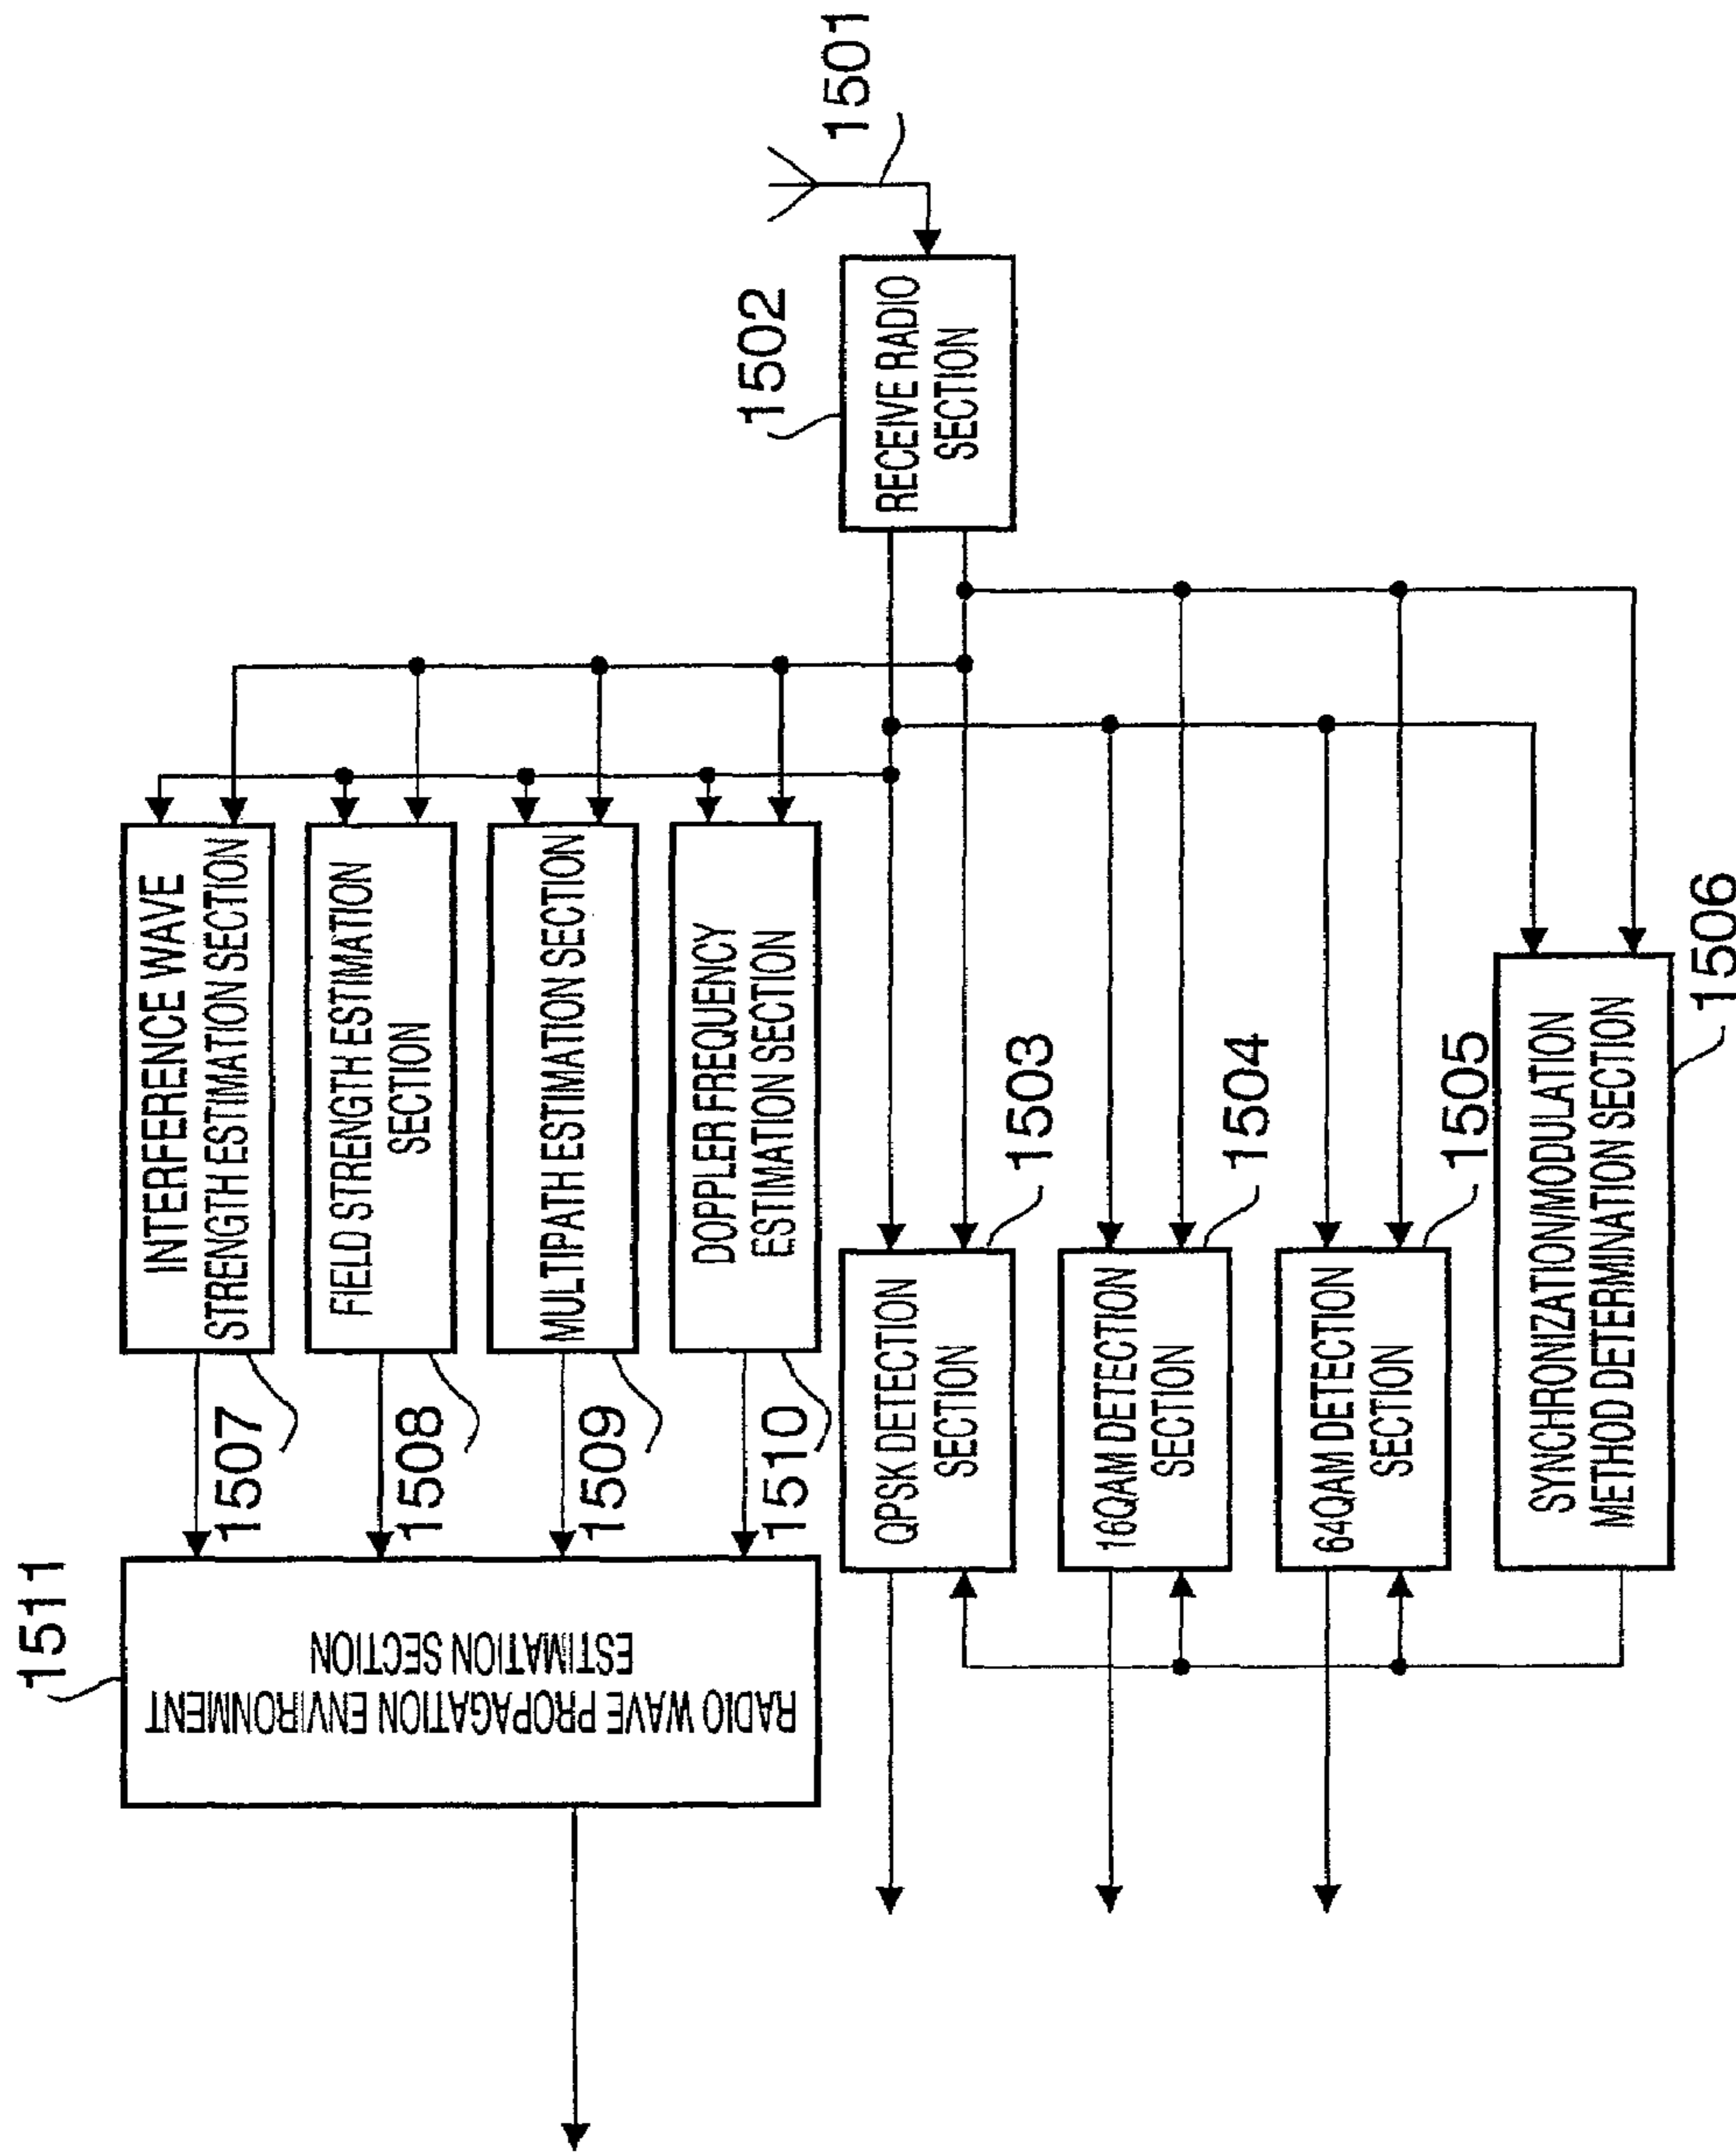 1501
1502
RECEIVE RADIO
SECTION
INTERFERENCE WAVE
STRENGTH ESTIMATION SECTION
1507
FIELD STRENGTH ESTIMATION
SECTION
1508
MULTIPATH ESTIMATION SECTION
1509
DOPPLER FREQUENCY
ESTIMATION SECTION
1510
RADIO WAVE PROPAGATION ENVIRONMENT
ESTIMATION SECTION
1511
QPSK DETECTION
SECTION
1503
16QAM DETECTION
SECTION
1504
64QAM DETECTION
SECTION
1505
SYNCHRONIZATION/MODULATION
METHOD DETERMINATION SECTION
1506